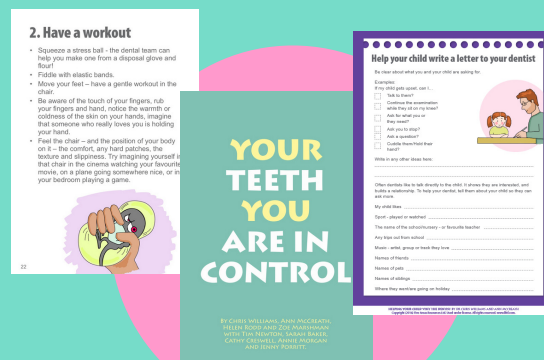 2. Have a workout
• Squeeze a stress ball - the dental team can
help you make one from a disposal glove and
flour!
• Fiddle with elastic bands.
• Move your feet – have a gentle workout in the
chair.
• Be aware of the touch of your fingers, rub
your fingers and hand, notice the warmth or
coldness of the skin on your hands, imagine
that someone who really loves you is holding
your hand.
• Feel the chair – and the position of your body
on it – the comfort, any hard patches, the
texture and slippiness. Try imagining yourself in
that chair in the cinema watching your favourite
movie, on a plane going somewhere nice, or in
your bedroom playing a game.
22
YOUR
TEETH
YOU
ARE IN
CONTROL
BY CHRIS WILLIAMS, ANN MCCREATH,
HELEN RODD AND ZOE MARSHMAN
WITH TIM NEWTON, SARAH BAKER,
CATHY CRESWELL, ANNIE MORGAN
AND JENNY PORRITT.
Help your child write a letter to your dentist
Be clear about what you and your child are asking for.
Examples:
If my child gets upset, can I...
Talk to them?
Continue the examination
while they sit on my knee?
Ask for what you or
they need?
Ask you to stop?
Ask a question?
Cuddle them/Hold their
hand?
Write in any other ideas here:
Often dentists like to talk directly to the child. It shows they are interested, and
builds a relationship. To help your dentist, tell them about your child so they can
ask more.
My child likes
Sport - played or watched
The name of the school/nursery - or favourite teacher
Any trips out from school
Music - artist, group or track they love
Names of friends
Names of pets
Names of siblings
Where they want/are going on holiday